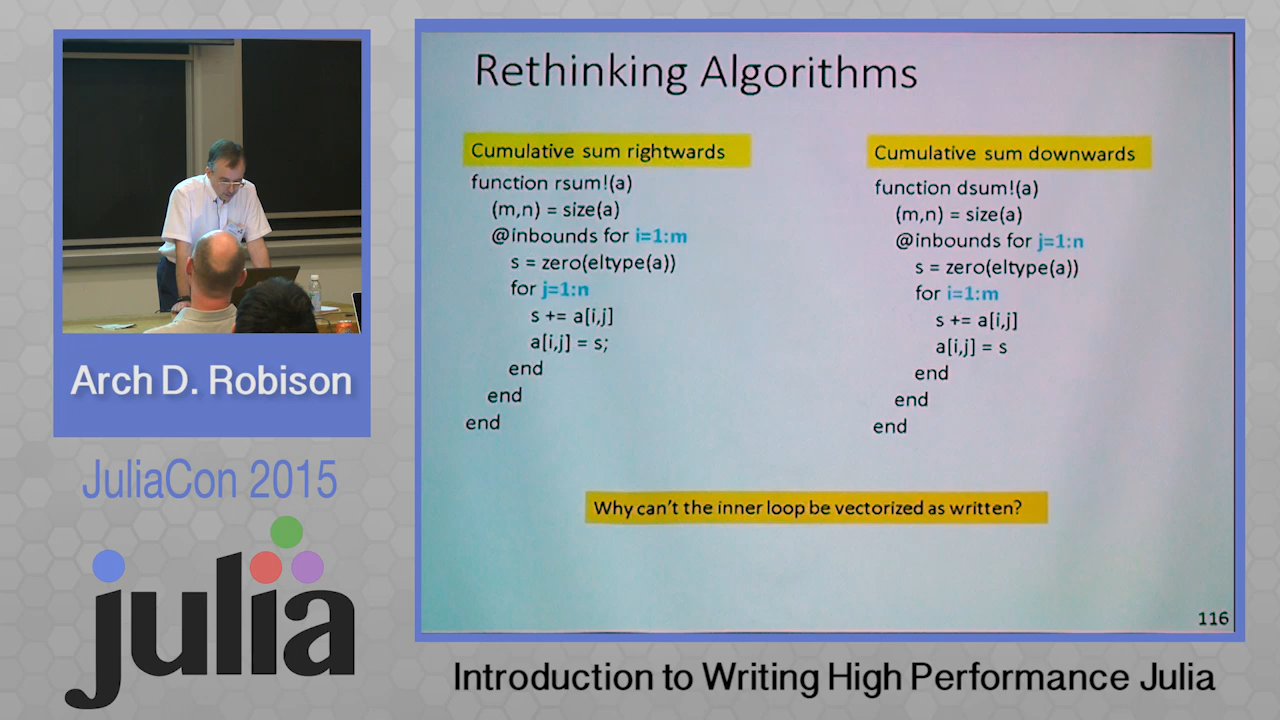 Rethinking Algorithms
Cumulative sum rightwards
function rsum!(a)
(m,n) = size(a)
@inbounds for i=1:m
s = zero(eltype(a))
for j=1:n
s += a[i,j]
a[i,j] = s;
end
end
end
Cumulative sum downwards
function dsum!(a)
(m,n) = size(a)
@inbounds for j=1:n
s = zero(eltype(a))
for i=1:m
s += a[i,j]
a[i,j] = s
end
end
end
Why can't the inner loop be vectorized as written?
116
Arch D. Robison
JuliaCon 2015
julia
Introduction to Writing High Performance Julia